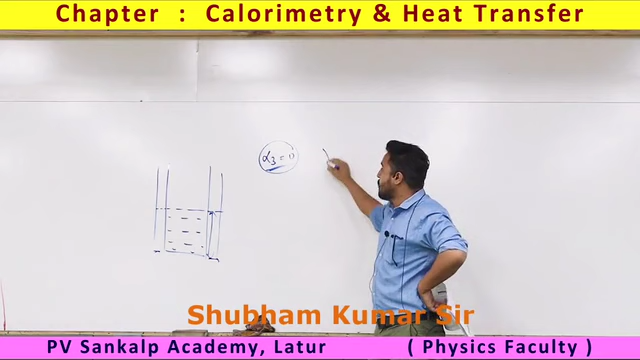 Chapter : Calorimetry & Heat Transfer
α₃ = 0
Shubham Kumar Sir
PV Sankalp Academy, Latur ( Physics Faculty )